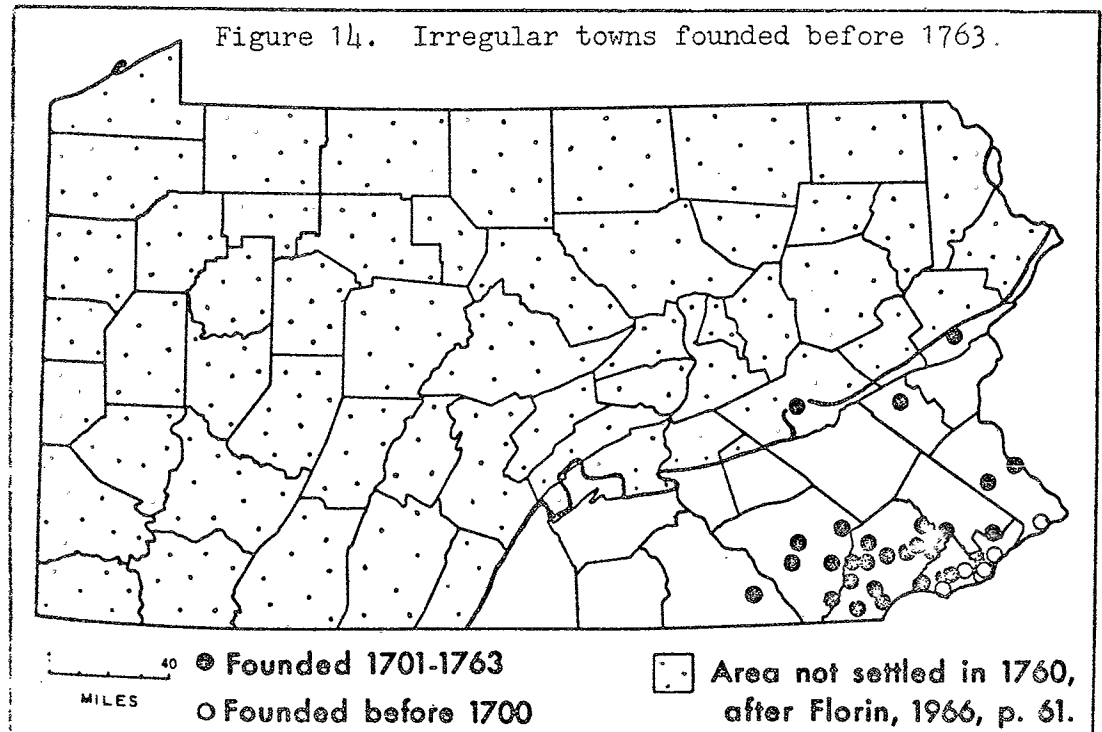 Figure 14. Irregular towns founded before 1763.
40
MILES
Founded 1701-1763
Founded before 1700
Area not settled in 1760,
after Florin, 1966, p. 61.